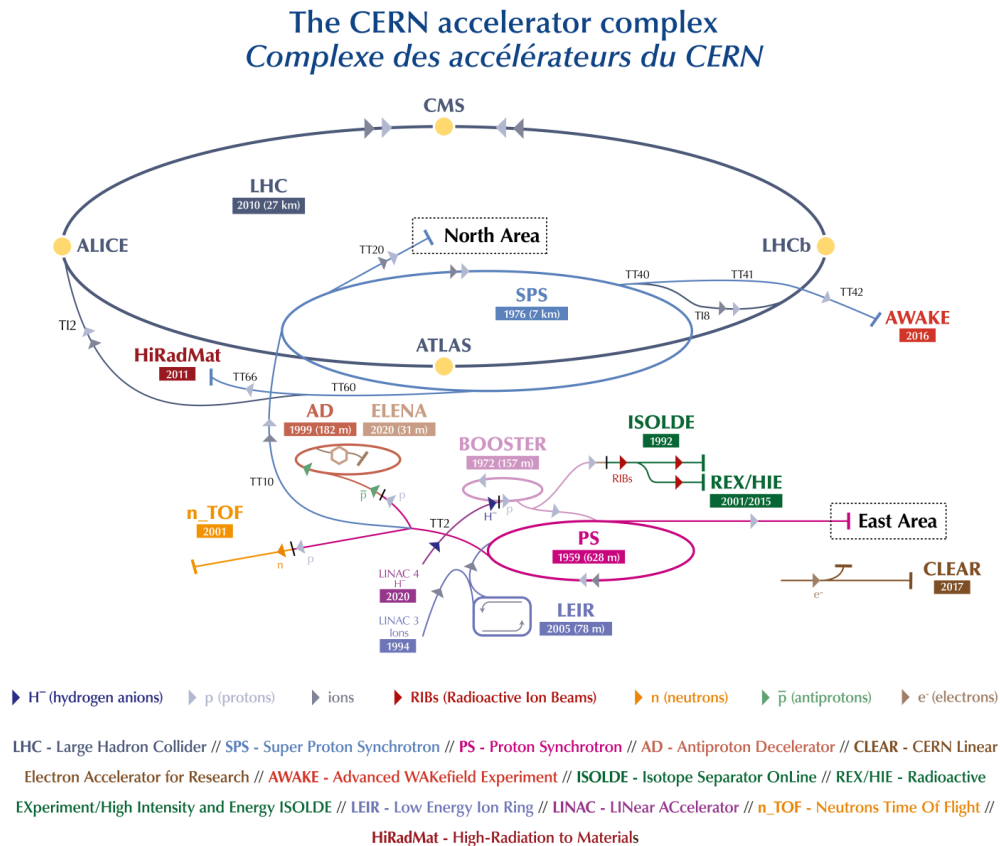 The CERN accelerator complex
Complexe des accélérateurs du CERN
CMS
LHC
2010 (27 km)
North Area
TT20
ALICE
LHCb
TT40
TT41
TT42
SPS
1976 (7 km)
TI2
TI8
AWAKE
2016
ATLAS
HiRadMat
2011
TT66
TT60
AD
1999 (182 m)
ELENA
2020 (31 m)
ISOLDE
1992
BOOSTER
1972 (157 m)
RIBs
REX/HIE
2001/2015
TT10
p̅
p
H⁻
p
n_TOF
2001
TT2
East Area
PS
1959 (628 m)
n
p
LINAC 4
H⁻
2020
CLEAR
2017
e⁻
LINAC 3
Ions
1994
LEIR
2005 (78 m)
H⁻ (hydrogen anions)
p (protons)
ions
RIBs (Radioactive Ion Beams)
n (neutrons)
p̅ (antiprotons)
e⁻ (electrons)
LHC - Large Hadron Collider // SPS - Super Proton Synchrotron // PS - Proton Synchrotron // AD - Antiproton Decelerator // CLEAR - CERN Linear
Electron Accelerator for Research // AWAKE - Advanced WAKefield Experiment // ISOLDE - Isotope Separator OnLine // REX/HIE - Radioactive
EXperiment/High Intensity and Energy ISOLDE // LEIR - Low Energy Ion Ring // LINAC - LINear ACcelerator // n_TOF - Neutrons Time Of Flight //
HiRadMat - High-Radiation to Materials